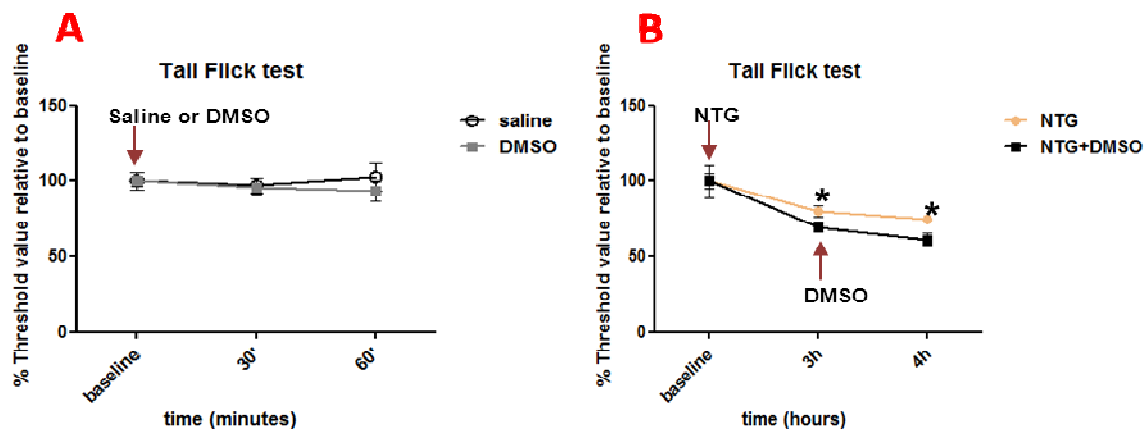 A
Tail Flick test
% Threshold value relative to baseline
150
100
50
0
Saline or DMSO
saline
DMSO
baseline
30'
60'
time (minutes)
B
Tail Flick test
% Threshold value relative to baseline
150
100
50
0
NTG
NTG
NTG+DMSO
*
*
DMSO
baseline
3h
4h
time (hours)